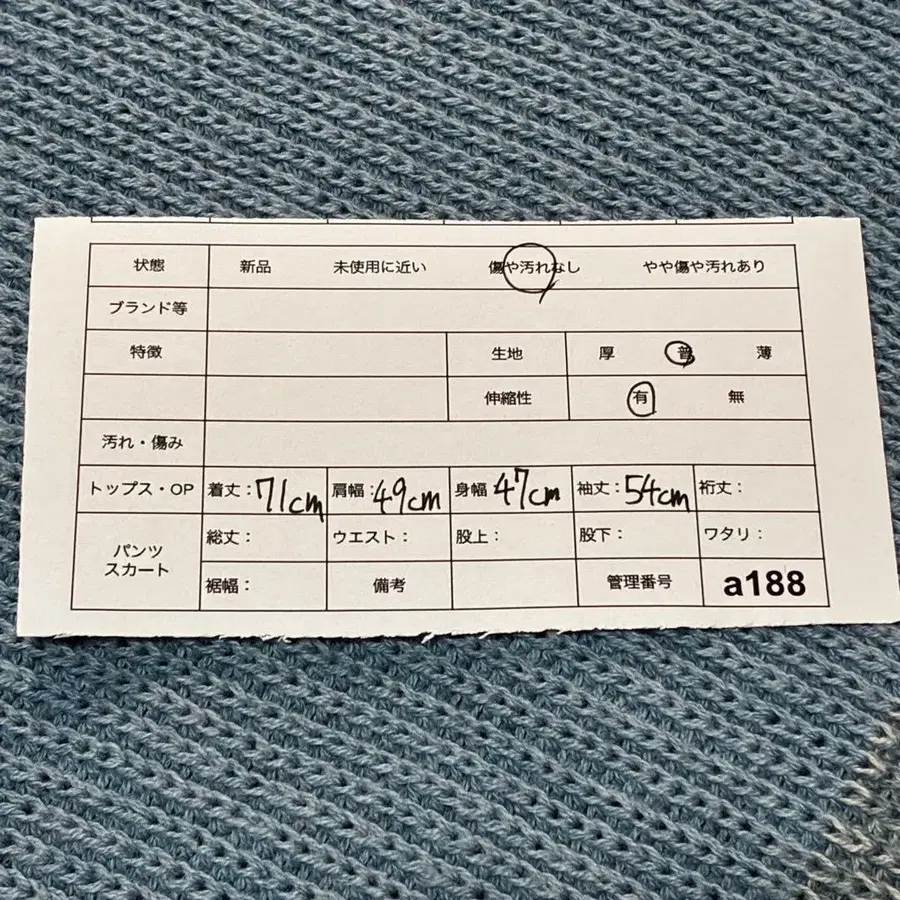 状態 新品 未使用に近い 傷や汚れなし やや傷や汚れあり
ブランド等
特徴 生地 厚 普 薄
伸縮性 有 無
汚れ・傷み
トップス・OP 着丈：71cm 肩幅：49cm 身幅 47cm 袖丈：54cm 裄丈：
パンツ
スカート
総丈： ウエスト： 股上： 股下： ワタリ：
裾幅： 備考 管理番号 a188